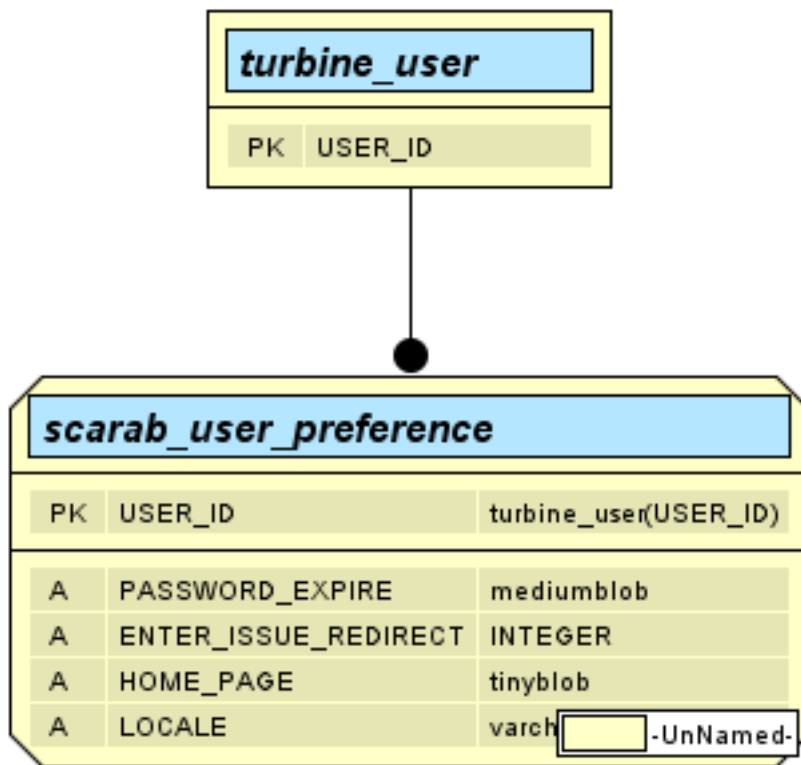 turbine_user
PK USER_ID
scarab_user_preference
PK USER_ID turbine_user(USER_ID)
A PASSWORD_EXPIRE mediumblob
A ENTER_ISSUE_REDIRECT INTEGER
A HOME_PAGE tinyblob
A LOCALE varch
-UnNamed-